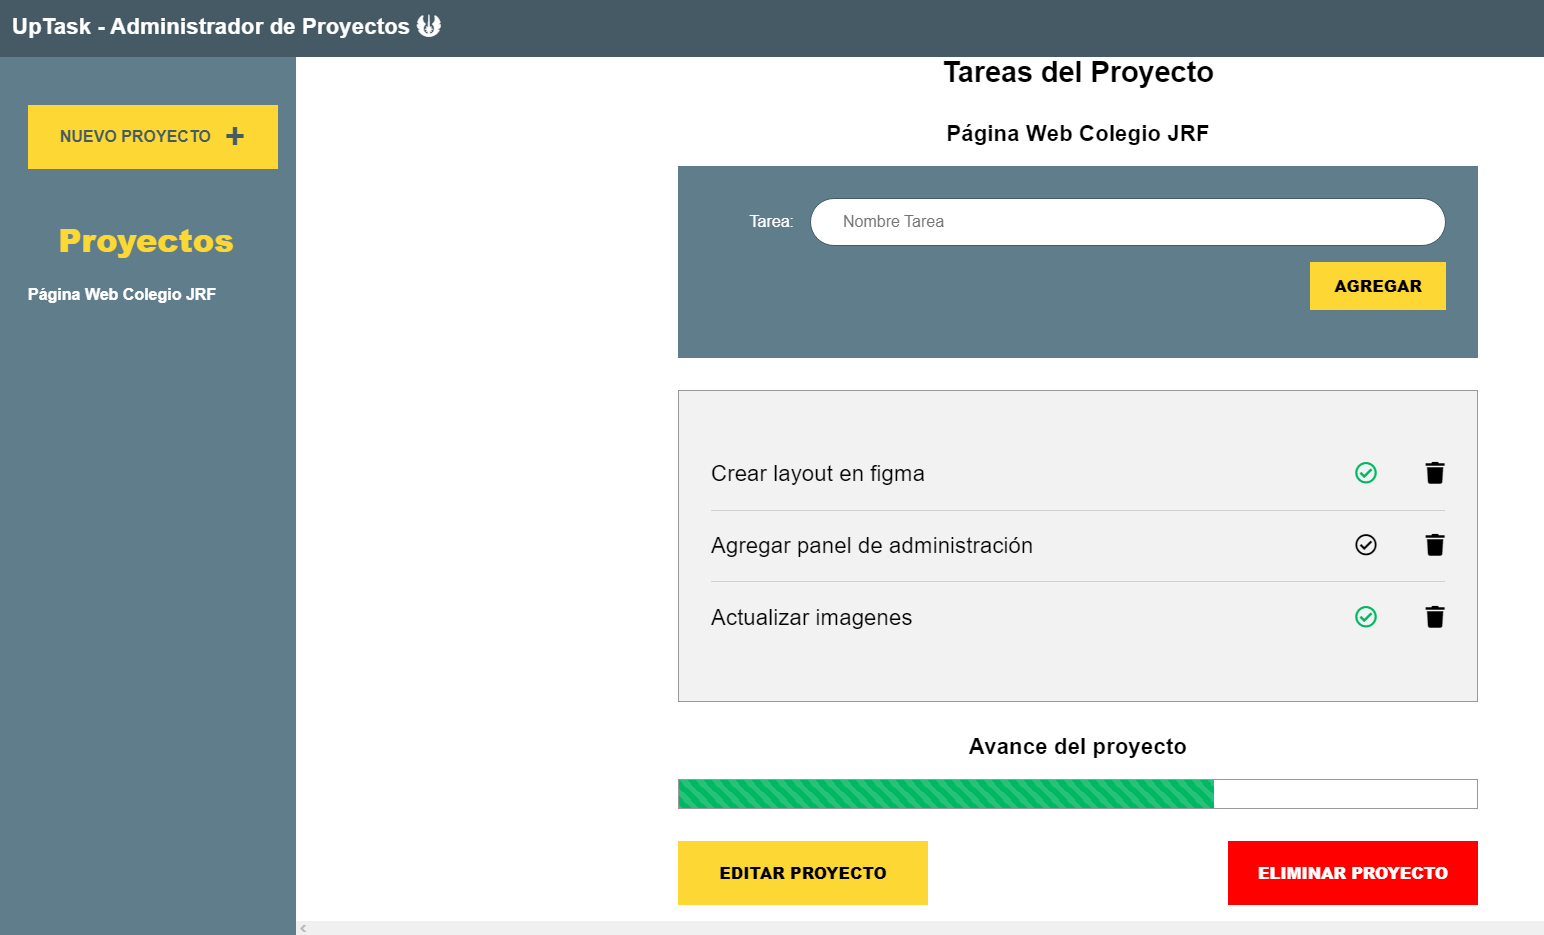 UpTask - Administrador de Proyectos
NUEVO PROYECTO
Proyectos
Página Web Colegio JRF
Tareas del Proyecto
Página Web Colegio JRF
Tarea:
Nombre Tarea
AGREGAR
Crear layout en figma
Agregar panel de administración
Actualizar imagenes
Avance del proyecto
EDITAR PROYECTO
ELIMINAR PROYECTO